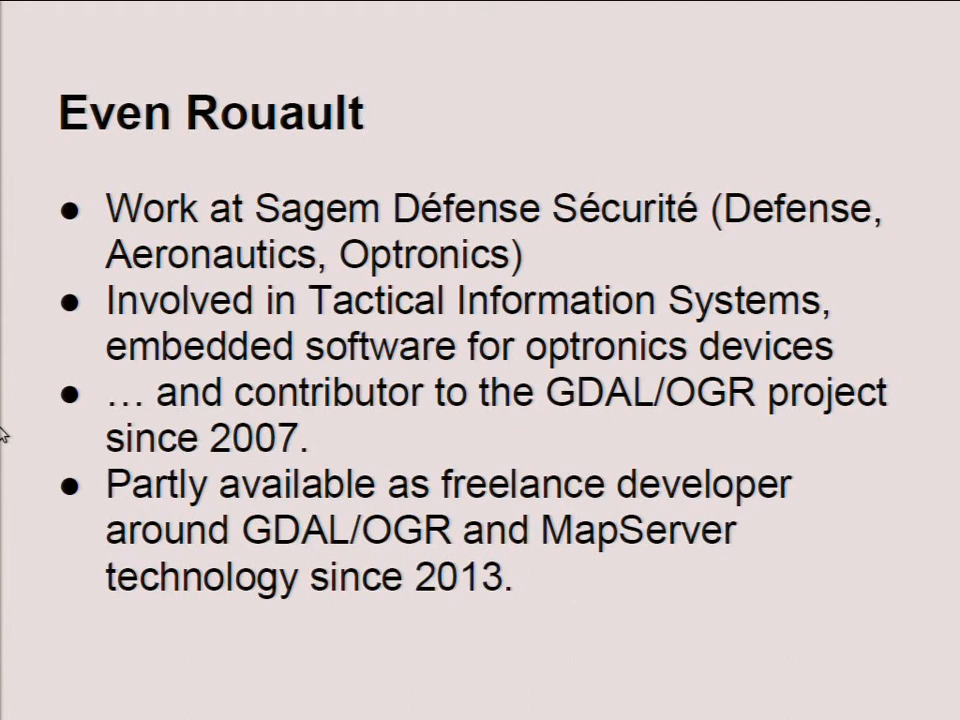 Even Rouault
● Work at Sagem Défense Sécurité (Defense,
Aeronautics, Optronics)
● Involved in Tactical Information Systems,
embedded software for optronics devices
● … and contributor to the GDAL/OGR project
since 2007.
● Partly available as freelance developer
around GDAL/OGR and MapServer
technology since 2013.